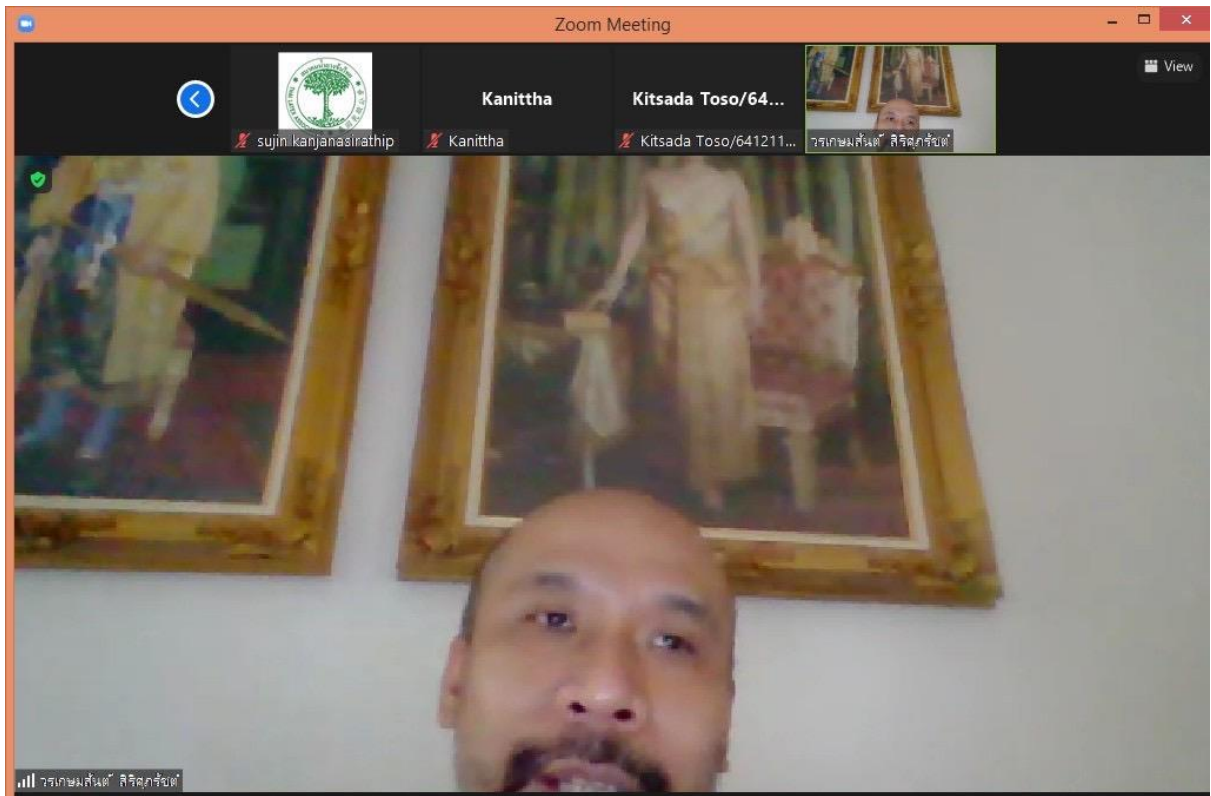 Zoom Meeting
View
Kanittha
Kitsada Toso/64...
sujin kanjanasirathip
Kanittha
Kitsada Toso/641211...
วรเกษมสันต์ สิริศุภรัชต์
วรเกษมสันต์ สิริศุภรัชต์